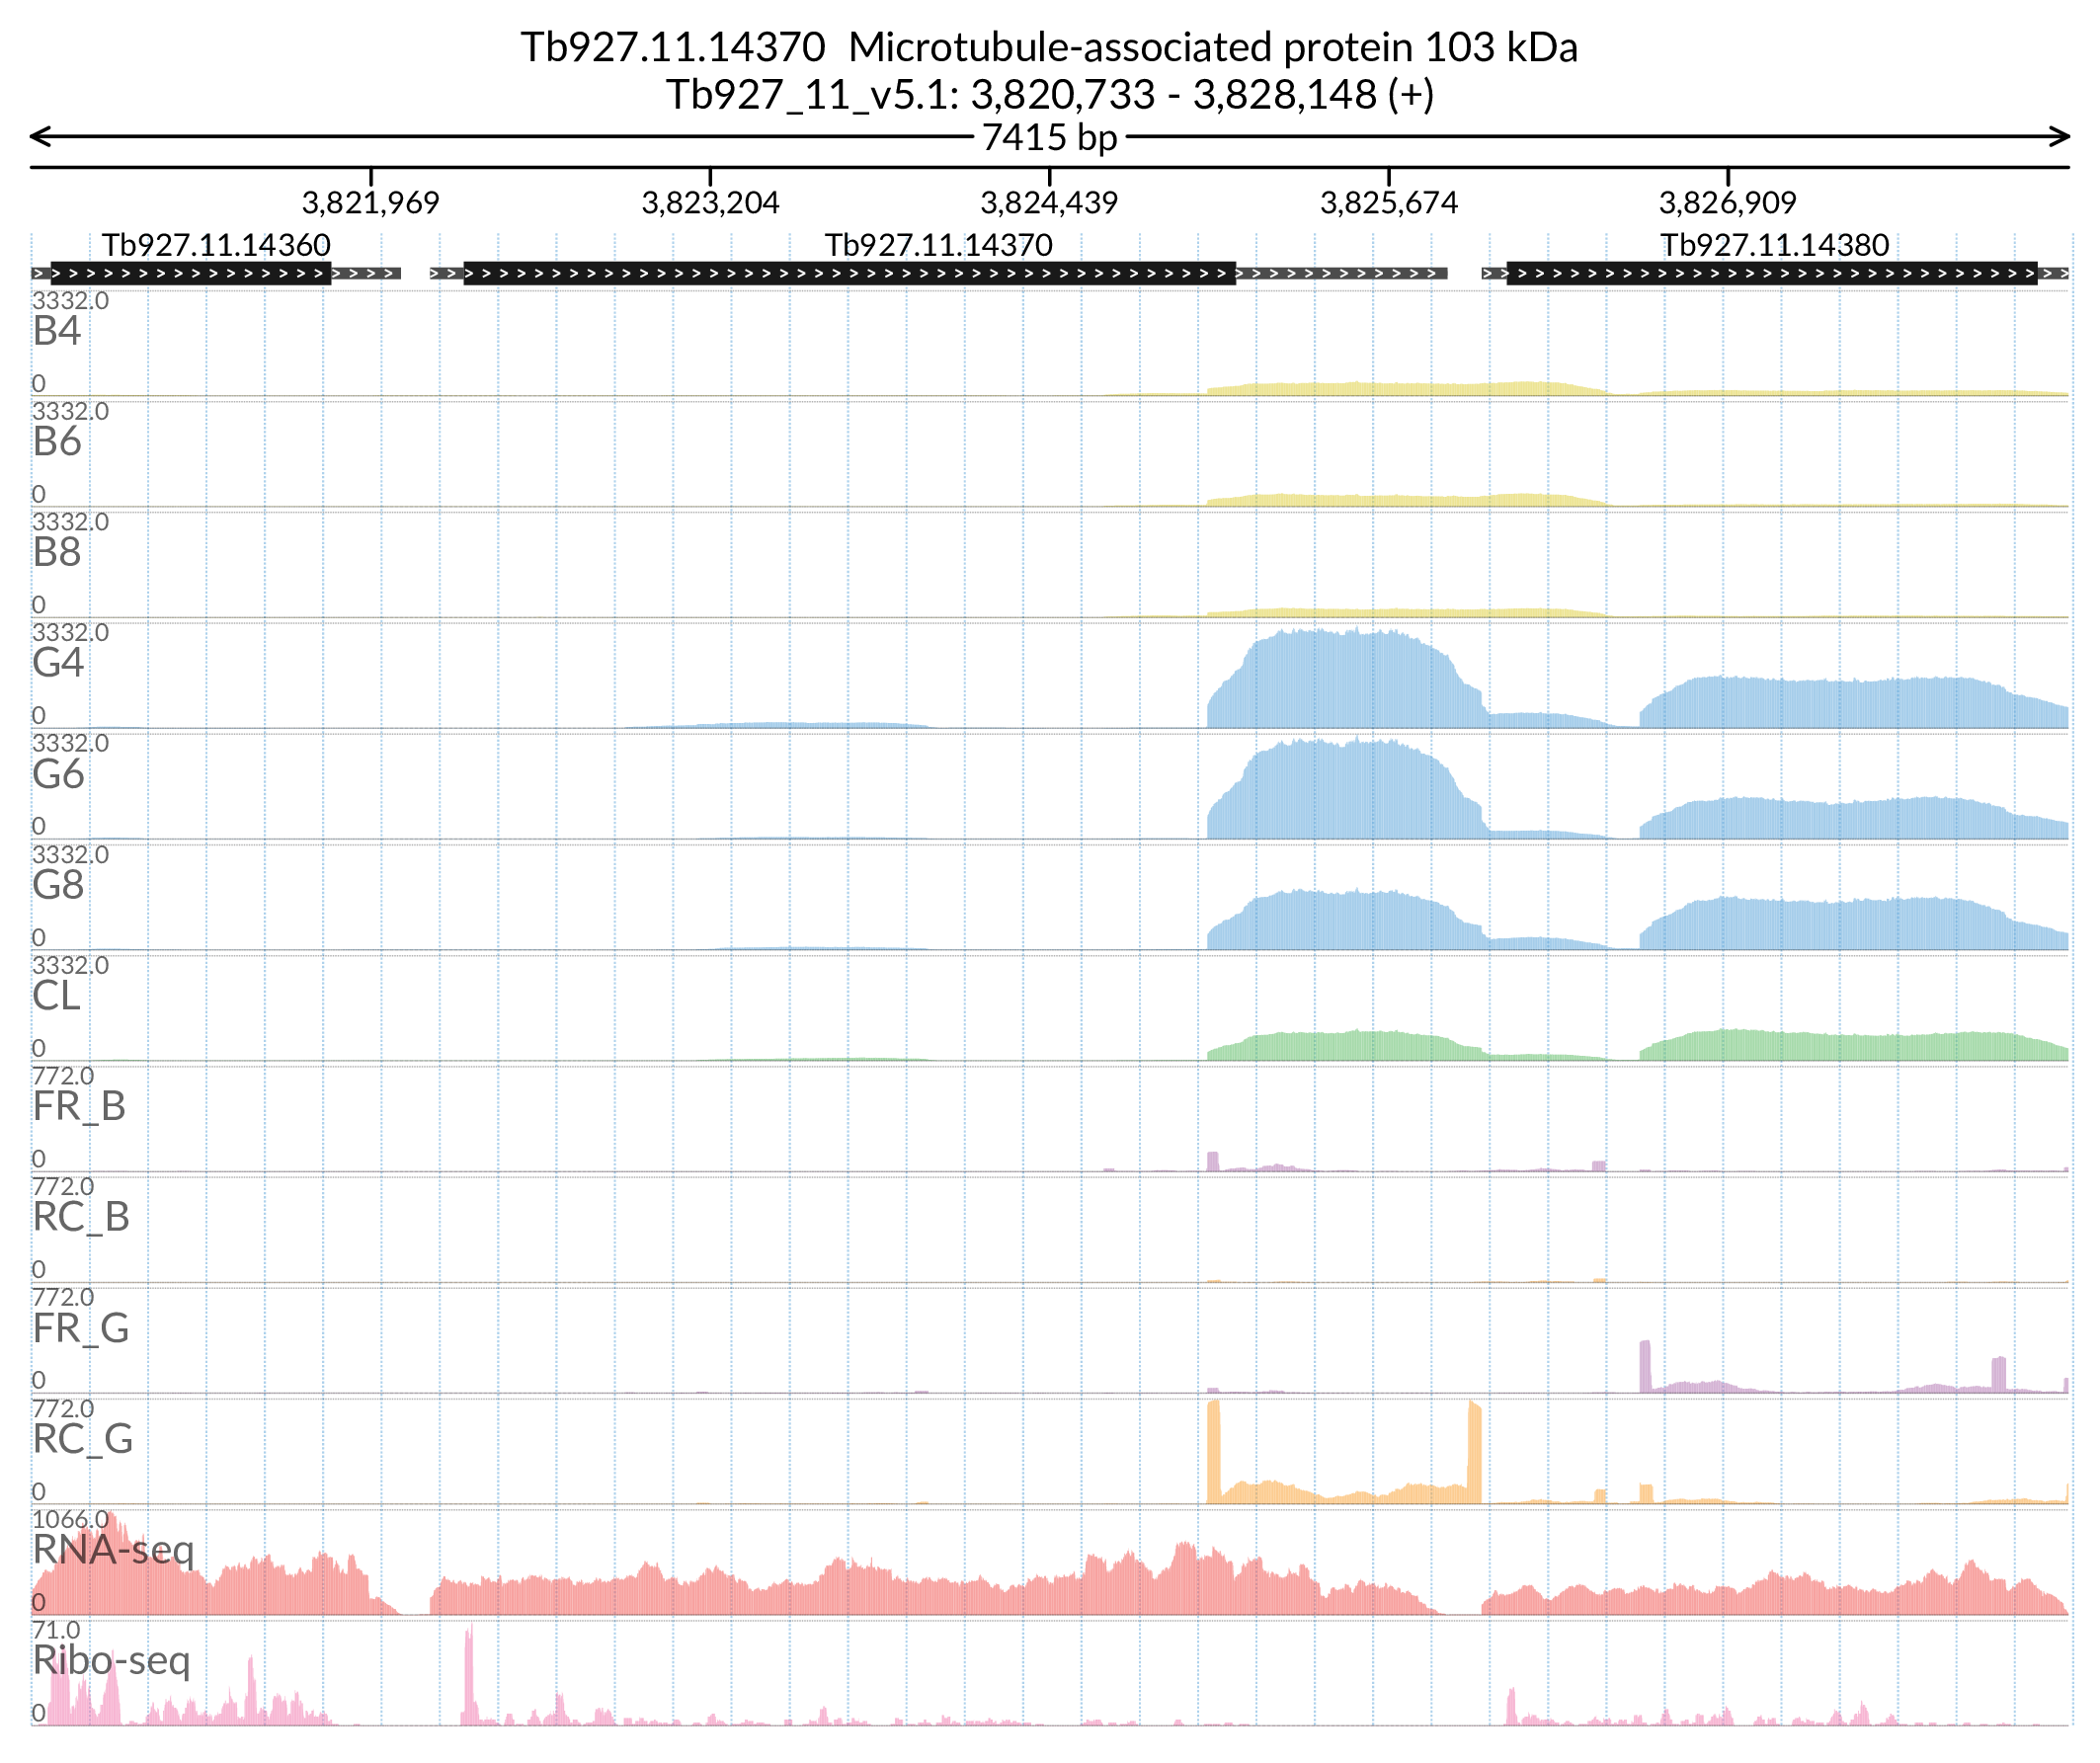 Tb927.11.14370 Microtubule-associated protein 103 kDa
Tb927_11_v5.1: 3,820,733 - 3,828,148 (+)
7415 bp
3,821,969 3,823,204 3,824,439 3,825,674 3,826,909
Tb927.11.14360 Tb927.11.14370 Tb927.11.14380
3332.0
B4
0
3332.0
B6
0
3332.0
B8
0
3332.0
G4
0
3332.0
G6
0
3332.0
G8
0
3332.0
CL
0
772.0
FR_B
0
772.0
RC_B
0
772.0
FR_G
0
772.0
RC_G
0
1066.0
RNA-seq
0
71.0
Ribo-seq
0